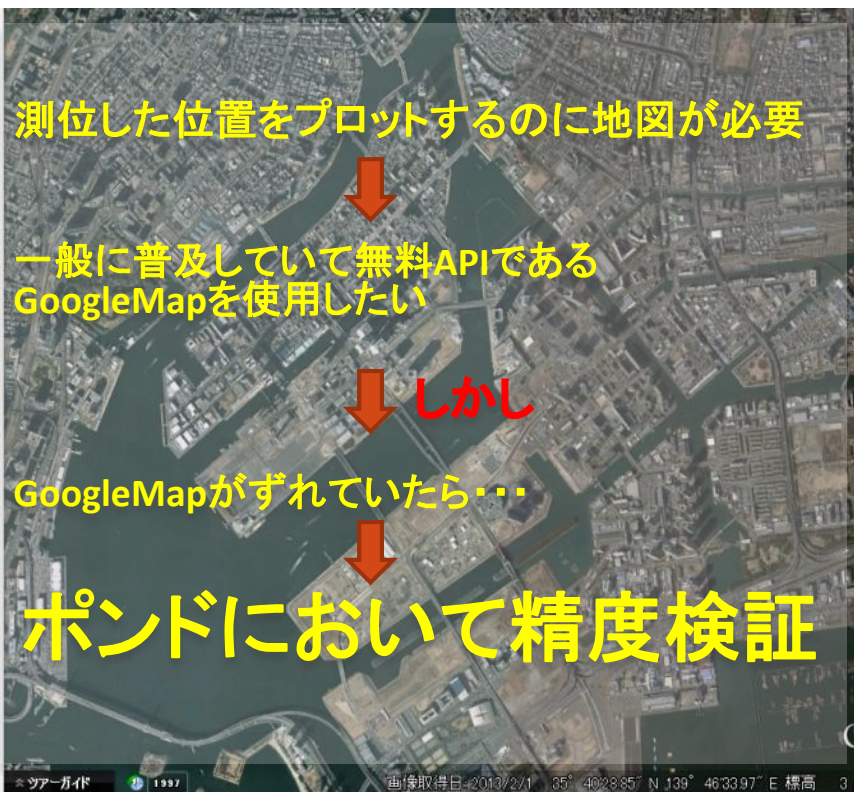 測位した位置をプロットするのに地図が必要
一般に普及していて無料APIである
GoogleMapを使用したい
しかし
GoogleMapがずれていたら・・・
ポンドにおいて精度検証
ツアーガイド
1997
画像取得日: 2013/2/1 35° 40'28.85" N 139° 46'33.97" E 標高 3